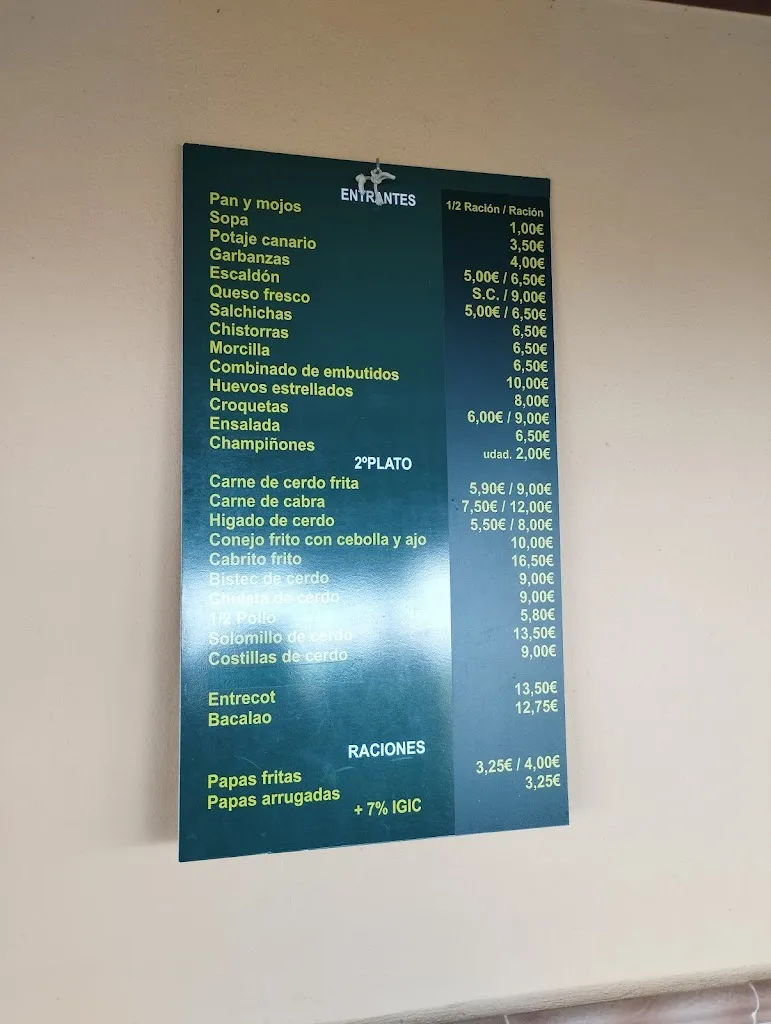 ENTRANTES 1/2 Ración / Ración
Pan y mojos 1,00€
Sopa 3,50€
Potaje canario 4,00€
Garbanzas 5,00€ / 6,50€
Escaldón S.C. / 9,00€
Queso fresco 5,00€ / 6,50€
Salchichas 6,50€
Chistorras 6,50€
Morcilla 6,50€
Combinado de embutidos 10,00€
Huevos estrellados 8,00€
Croquetas 6,00€ / 9,00€
Ensalada 6,50€
Champiñones udad. 2,00€
2ºPLATO
Carne de cerdo frita 5,90€ / 9,00€
Carne de cabra 7,50€ / 12,00€
Higado de cerdo 5,50€ / 8,00€
Conejo frito con cebolla y ajo 10,00€
Cabrito frito 16,50€
Bistec de cerdo 9,00€
Chuleta de cerdo 9,00€
1/2 Pollo 5,80€
Solomillo de cerdo 13,50€
Costillas de cerdo 9,00€
Entrecot 13,50€
Bacalao 12,75€
RACIONES
Papas fritas 3,25€ / 4,00€
Papas arrugadas 3,25€
+ 7% IGIC